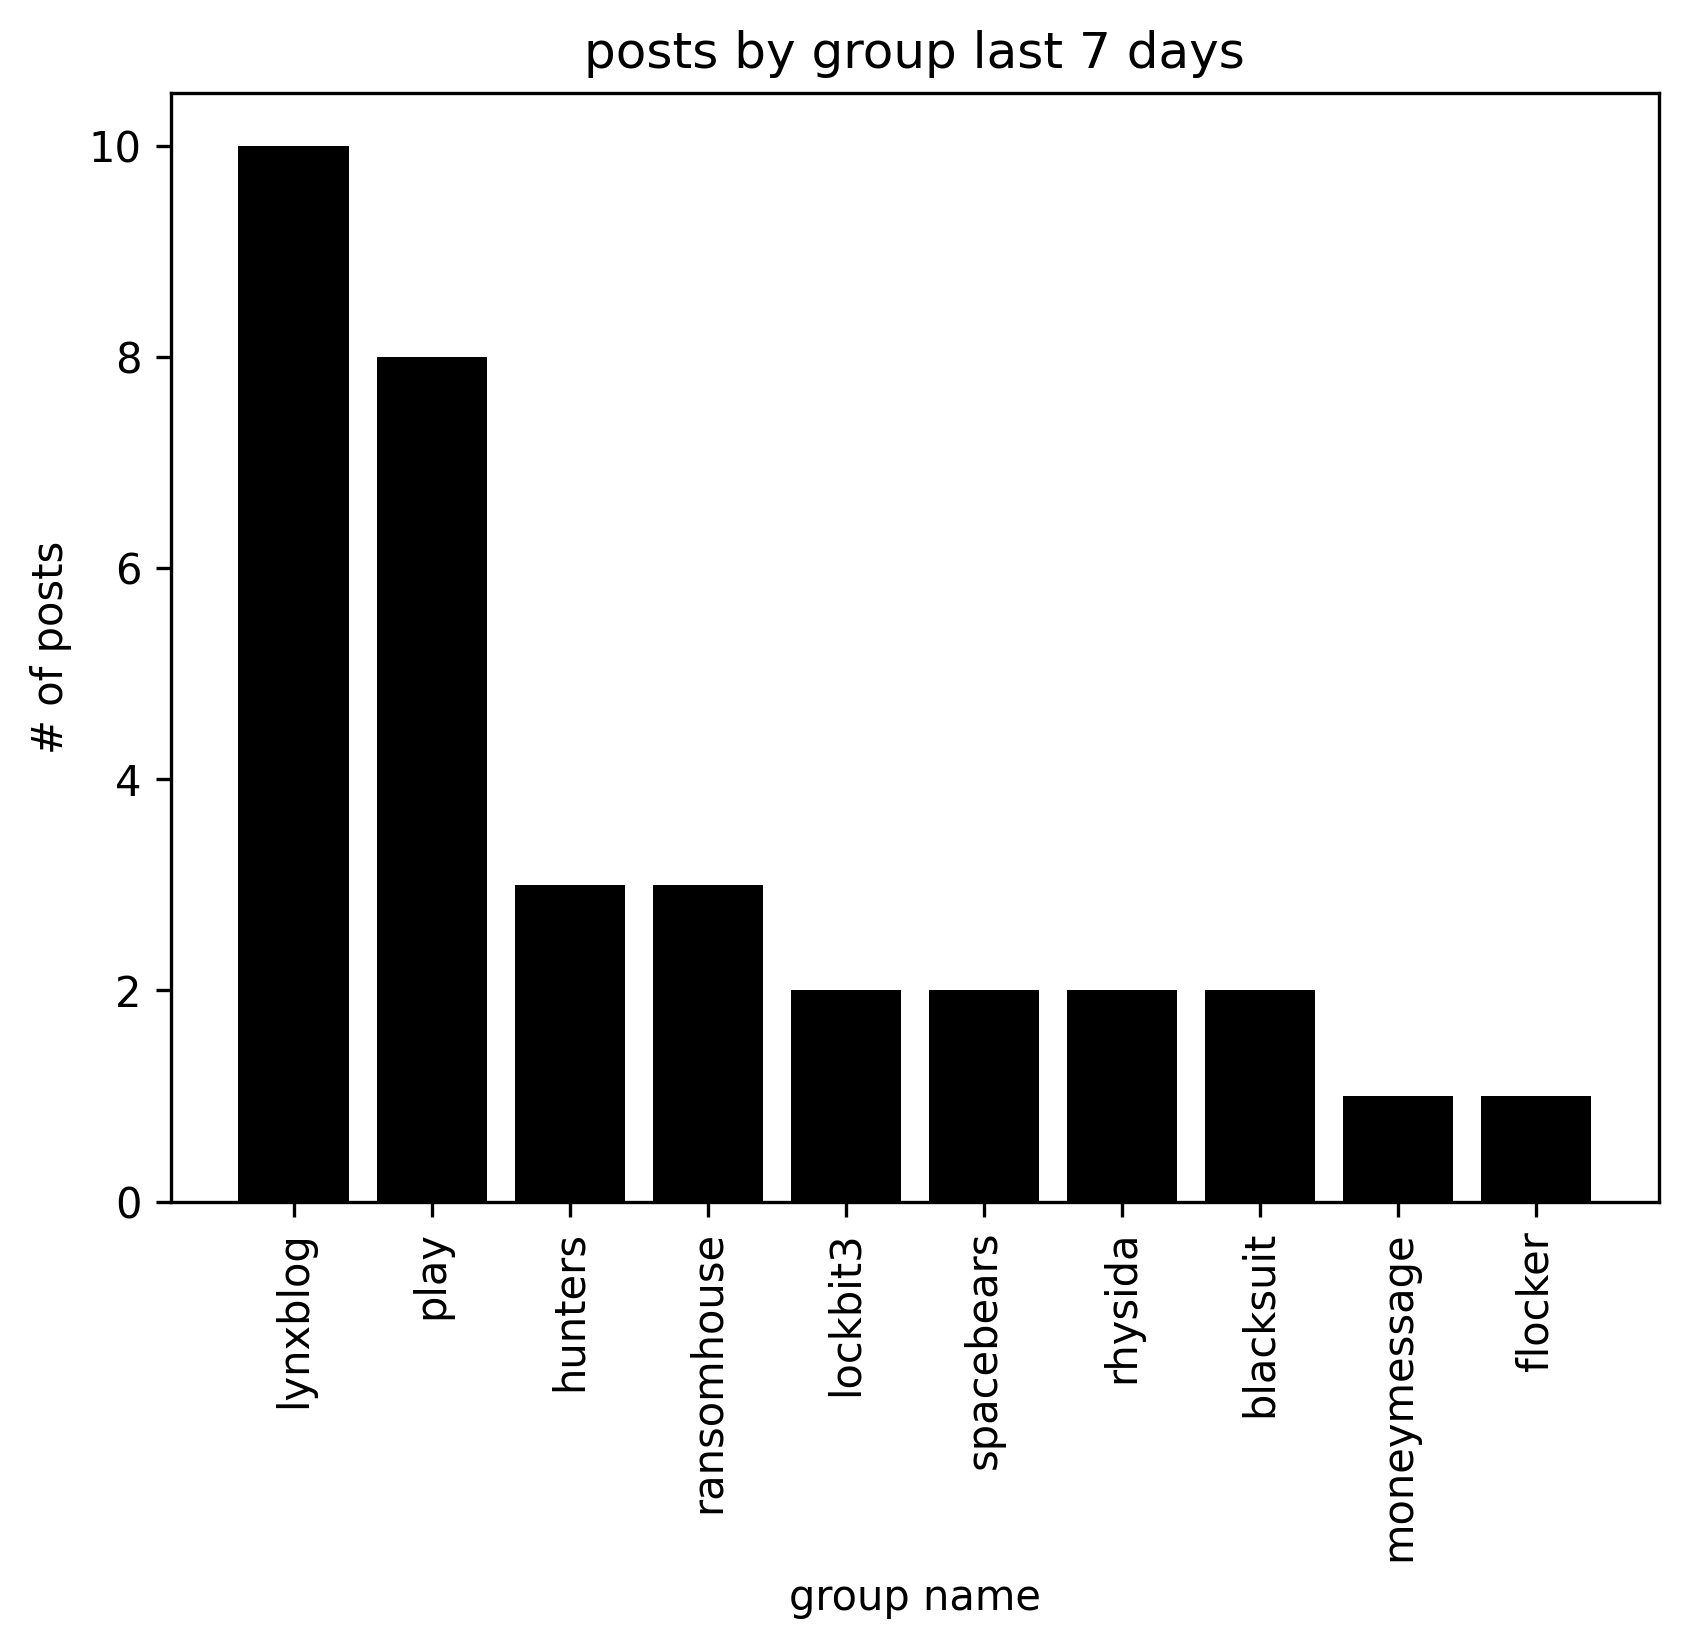 posts by group last 7 days
# of posts
10
8
6
4
2
0
lynxblog
play
hunters
ransomhouse
lockbit3
spacebears
rhysida
blacksuit
moneymessage
flocker
group name